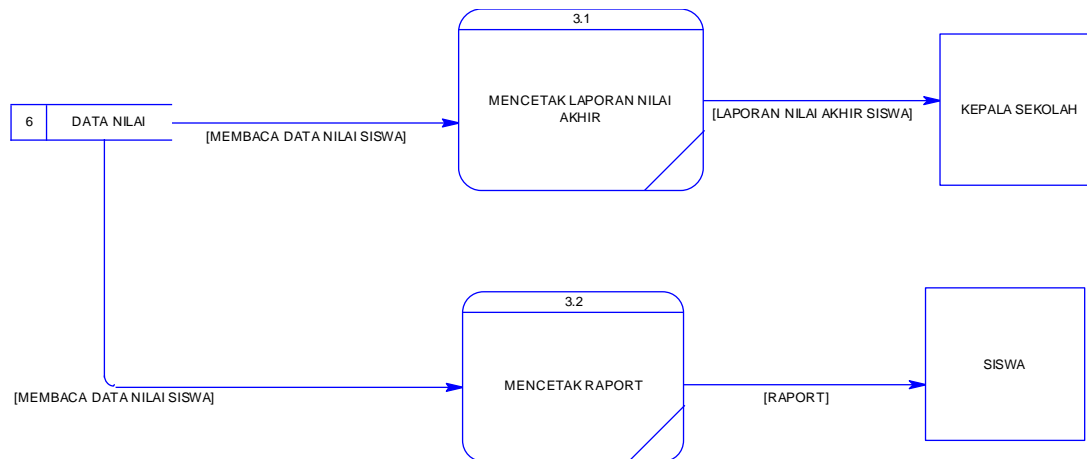 3.1
MENCETAK LAPORAN NILAI
AKHIR
6
DATA NILAI
[MEMBACA DATA NILAI SISWA]
[LAPORAN NILAI AKHIR SISWA]
KEPALA SEKOLAH
3.2
MENCETAK RAPORT
[MEMBACA DATA NILAI SISWA]
[RAPORT]
SISWA